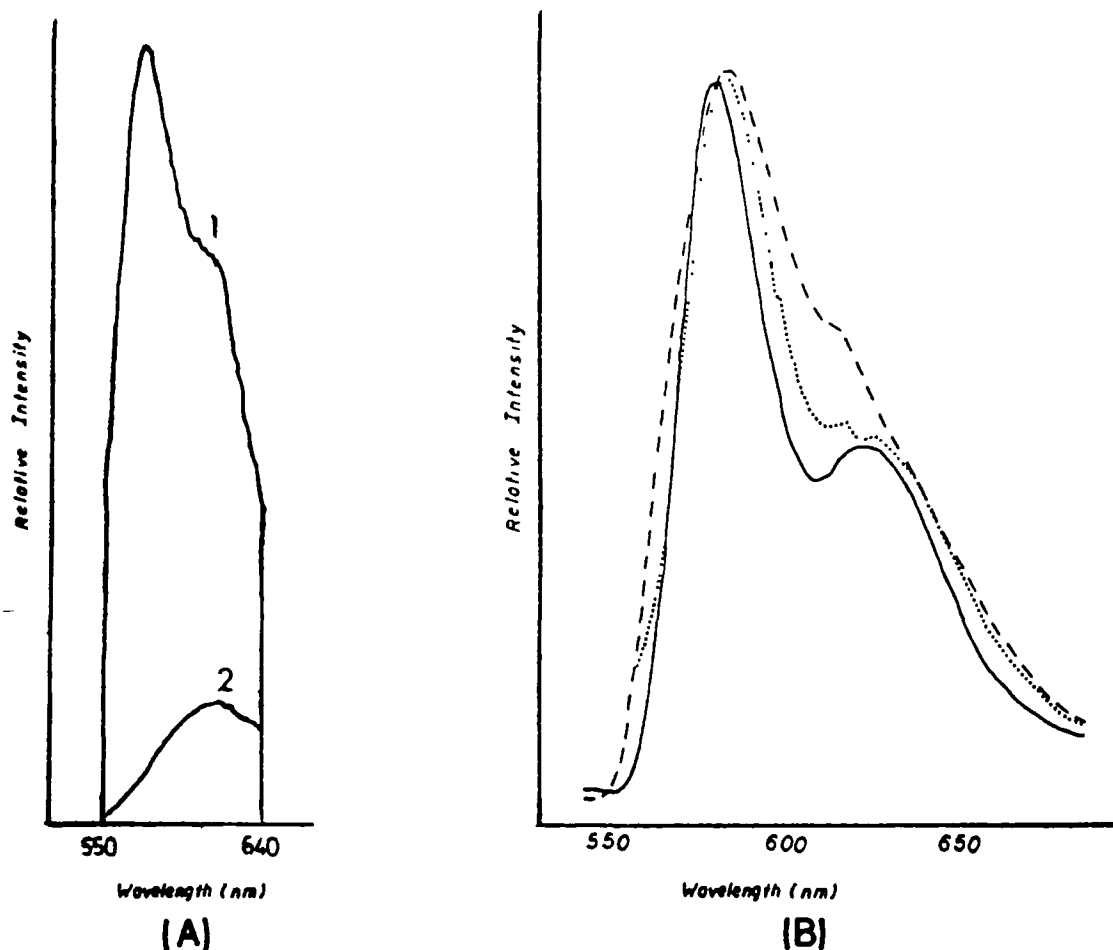 Relative Intensity
1
2
550 640
Wavelength (nm)
(A)
Relative Intensity
550 600 650
Wavelength (nm)
(B)